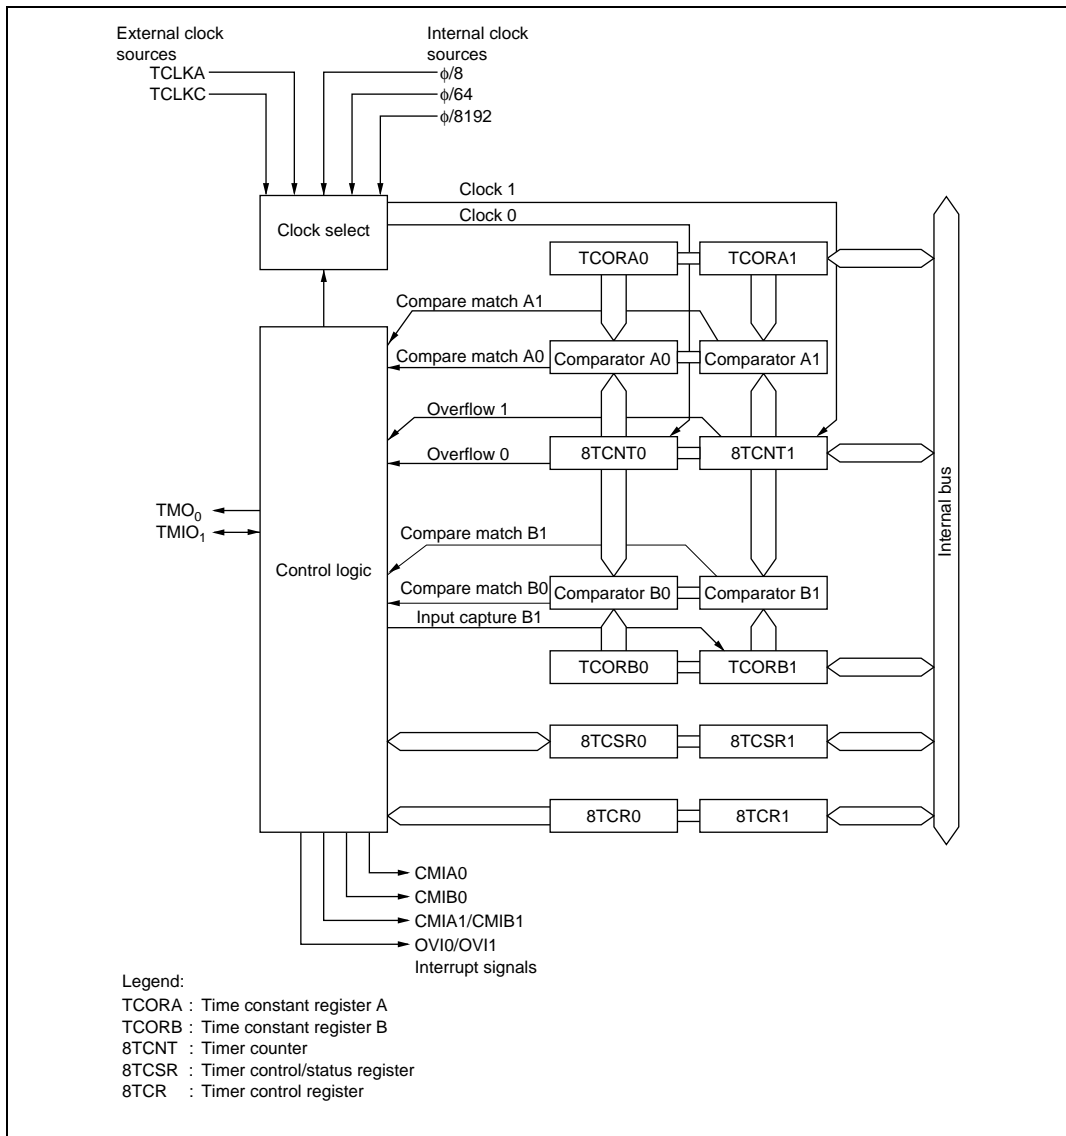 External clock
sources
TCLKA
TCLKC
Internal clock
sources
ϕ/8
ϕ/64
ϕ/8192
Clock select
Clock 1
Clock 0
TCORA0
TCORA1
Compare match A1
Compare match A0
Comparator A0
Comparator A1
Overflow 1
Overflow 0
8TCNT0
8TCNT1
TMO0
TMIO1
Control logic
Compare match B1
Compare match B0
Comparator B0
Comparator B1
Input capture B1
TCORB0
TCORB1
8TCSR0
8TCSR1
8TCR0
8TCR1
Internal bus
CMIA0
CMIB0
CMIA1/CMIB1
OVI0/OVI1
Interrupt signals
Legend:
TCORA : Time constant register A
TCORB : Time constant register B
8TCNT : Timer counter
8TCSR : Timer control/status register
8TCR : Timer control register